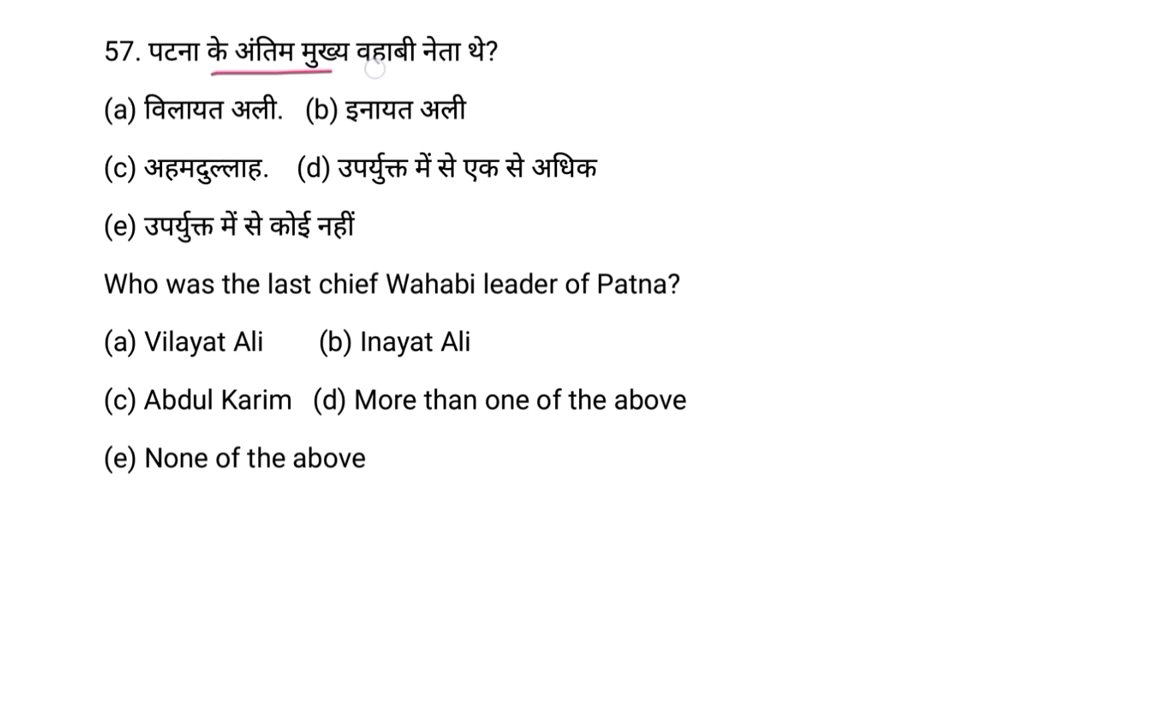 57. पटना के अंतिम मुख्य वहाबी नेता थे?
(a) विलायत अली. (b) इनायत अली
(c) अहमदुल्लाह. (d) उपर्युक्त में से एक से अधिक
(e) उपर्युक्त में से कोई नहीं
Who was the last chief Wahabi leader of Patna?
(a) Vilayat Ali (b) Inayat Ali
(c) Abdul Karim (d) More than one of the above
(e) None of the above